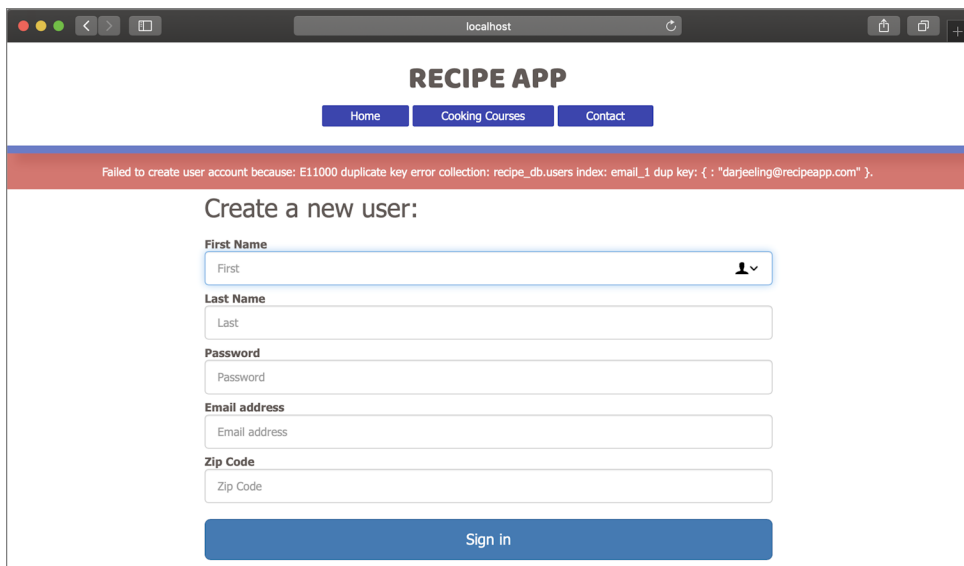 localhost
RECIPE APP
Home Cooking Courses Contact
Failed to create user account because: E11000 duplicate key error collection: recipe_db.users index: email_1 dup key: { : "darjeeling@recipeapp.com" }.
Create a new user:
First Name
First
Last Name
Last
Password
Password
Email address
Email address
Zip Code
Zip Code
Sign in